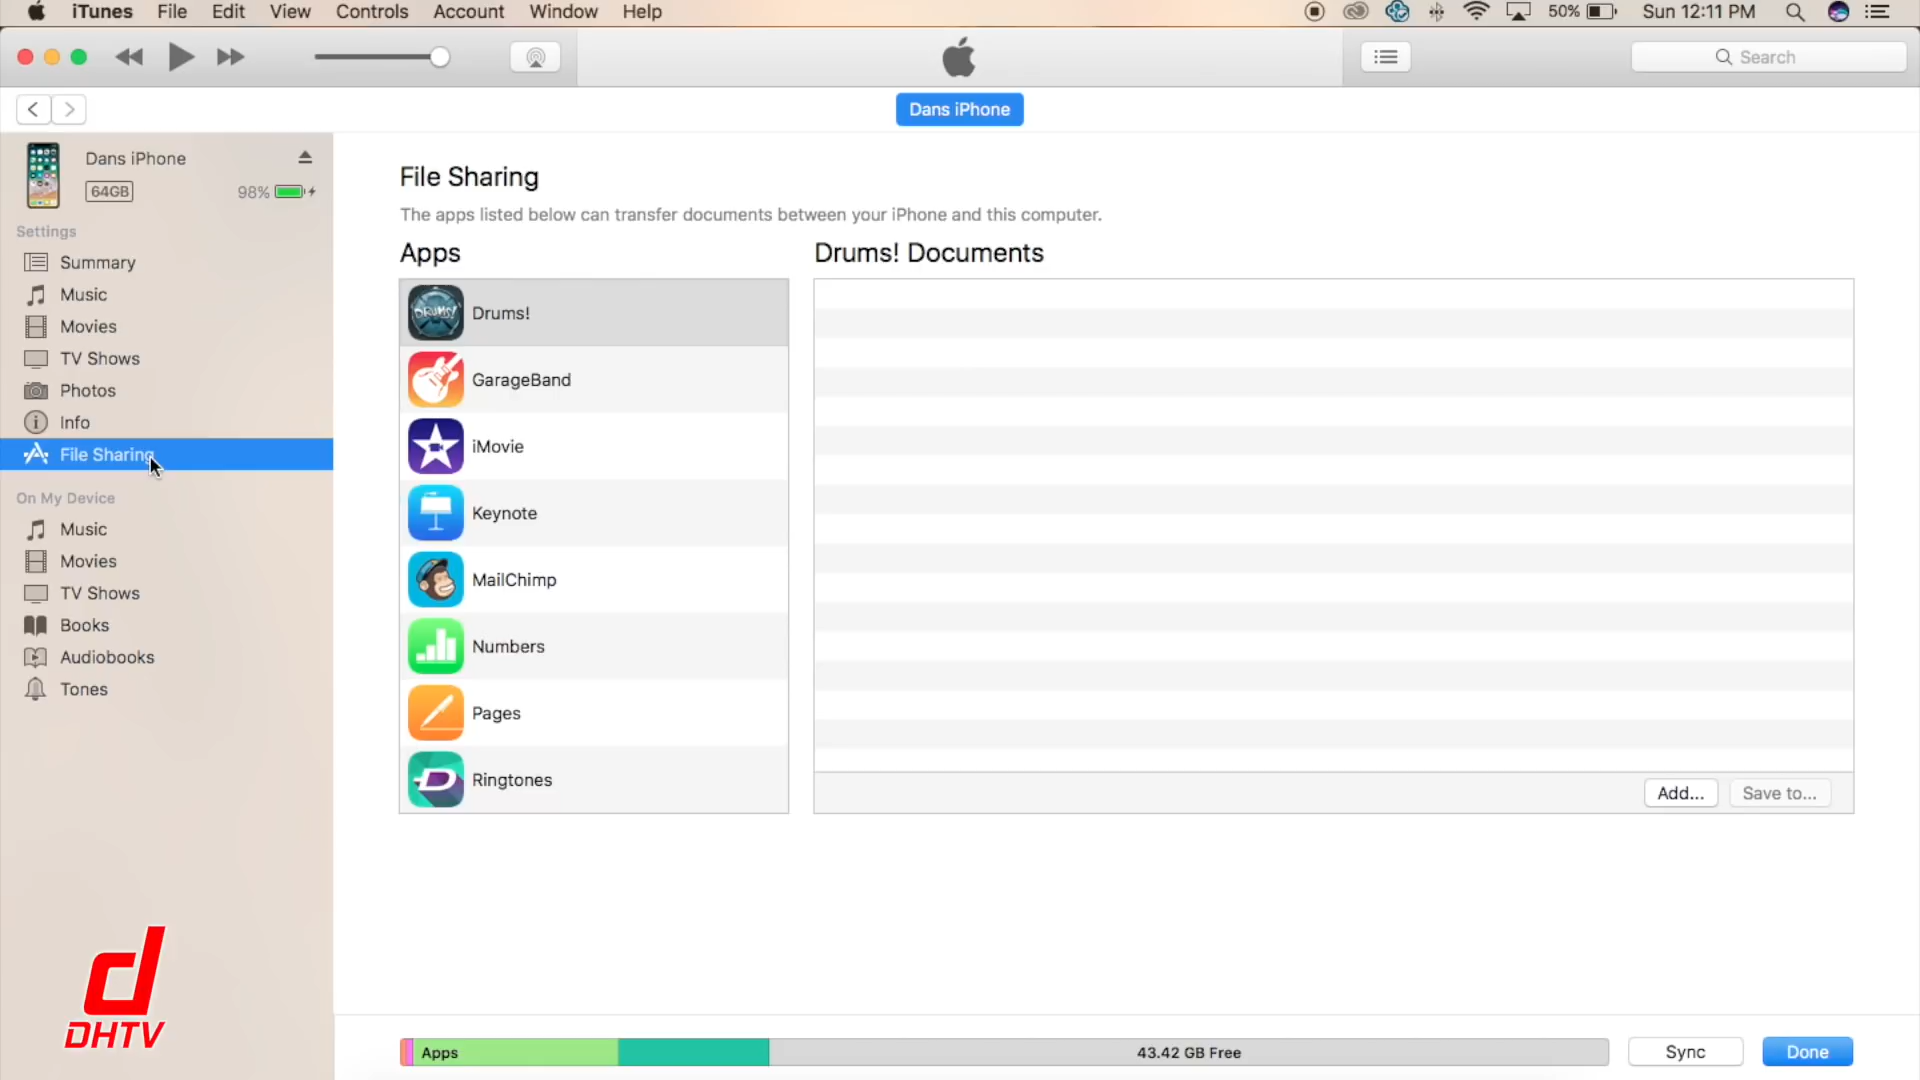 iTunes File Edit View Controls Account Window Help 50% Sun 12:11 PM
Search
Dans iPhone
Dans iPhone
64GB 98%
Settings
Summary
Music
Movies
TV Shows
Photos
Info
File Sharing
On My Device
Music
Movies
TV Shows
Books
Audiobooks
Tones
DHTV
File Sharing
The apps listed below can transfer documents between your iPhone and this computer.
Apps
DRUMS!
Drums!
GarageBand
iMovie
Keynote
MailChimp
Numbers
Pages
Ringtones
Drums! Documents
Add... Save to...
Apps 43.42 GB Free Sync Done